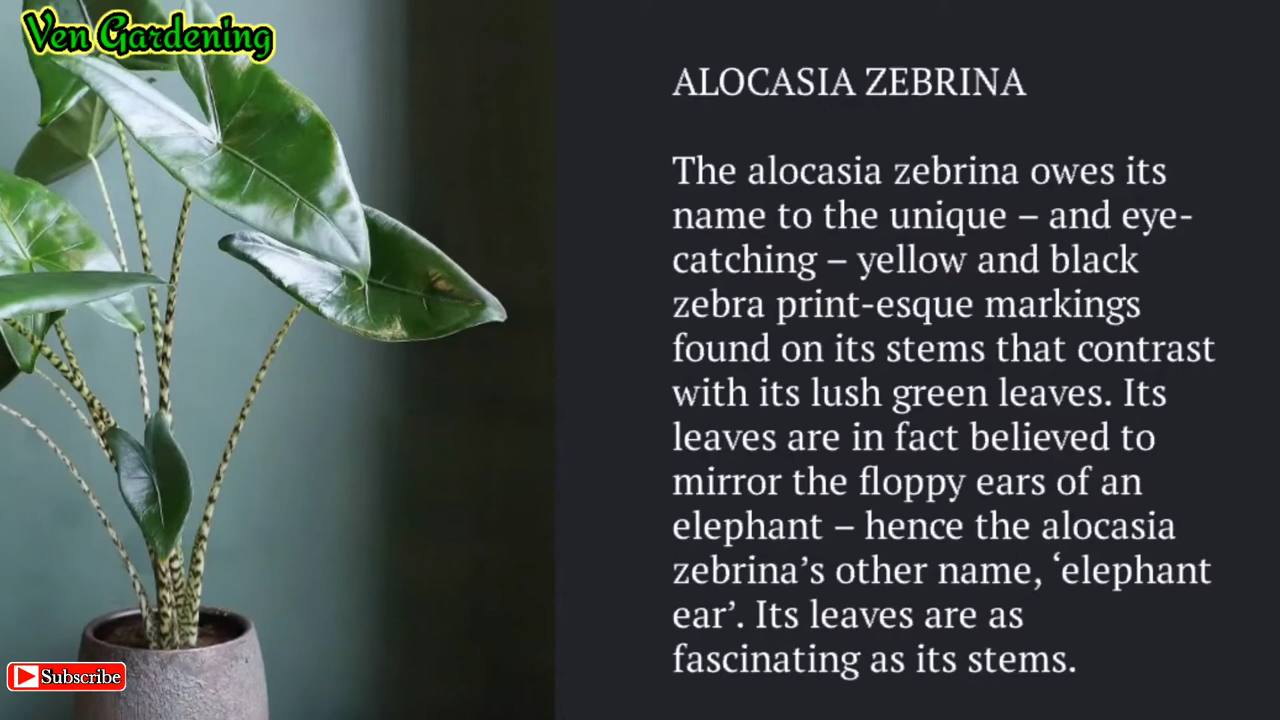 Ven Gardening
ALOCASIA ZEBRINA
The alocasia zebrina owes its
name to the unique – and eye-
catching – yellow and black
zebra print-esque markings
found on its stems that contrast
with its lush green leaves. Its
leaves are in fact believed to
mirror the floppy ears of an
elephant – hence the alocasia
zebrina’s other name, ‘elephant
ear’. Its leaves are as
fascinating as its stems.
Subscribe